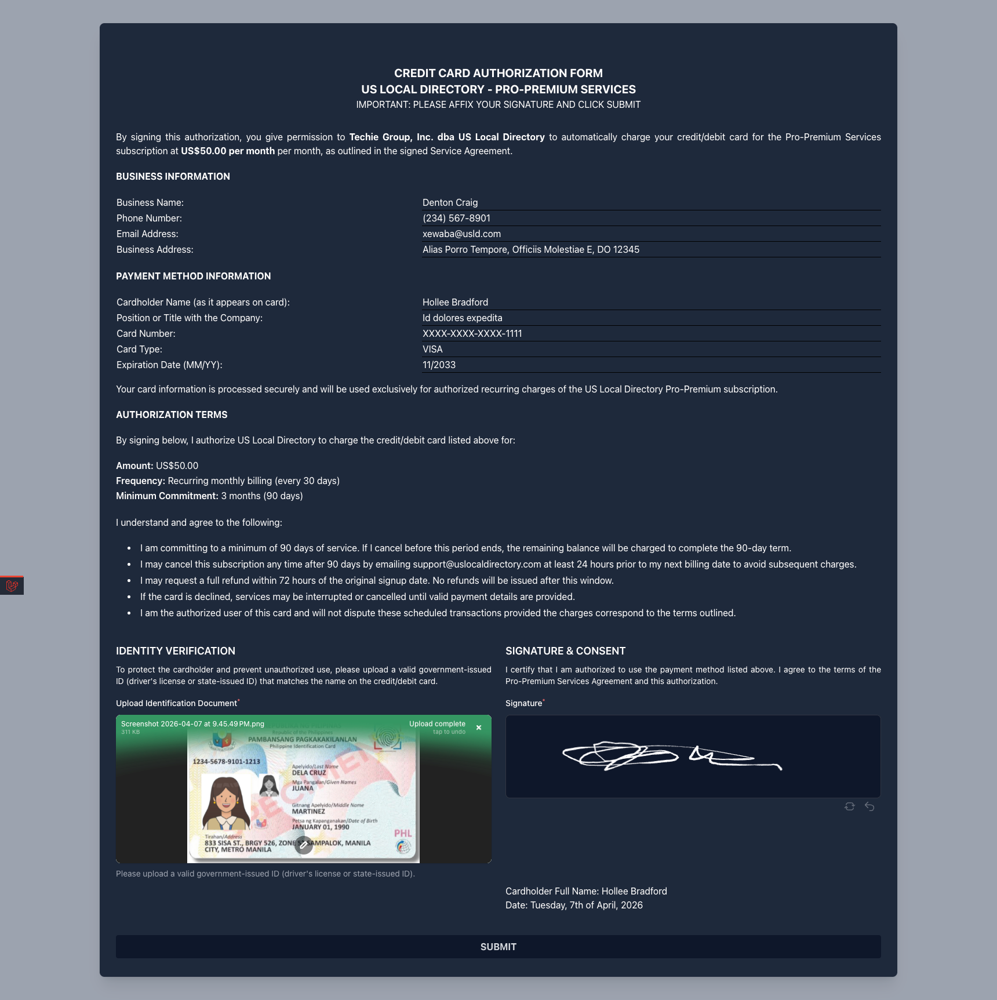 CREDIT CARD AUTHORIZATION FORM
US LOCAL DIRECTORY - PRO-PREMIUM SERVICES
IMPORTANT: PLEASE AFFIX YOUR SIGNATURE AND CLICK SUBMIT
By signing this authorization, you give permission to Techie Group, Inc. dba US Local Directory to automatically charge your credit/debit card for the Pro-Premium Services
subscription at US$50.00 per month per month, as outlined in the signed Service Agreement.
BUSINESS INFORMATION
Business Name: Denton Craig
Phone Number: (234) 567-8901
Email Address: xewaba@usld.com
Business Address: Alias Porro Tempore, Officiis Molestiae E, DO 12345
PAYMENT METHOD INFORMATION
Cardholder Name (as it appears on card): Hollee Bradford
Position or Title with the Company: Id dolores expedita
Card Number: XXXX-XXXX-XXXX-1111
Card Type: VISA
Expiration Date (MM/YY): 11/2033
Your card information is processed securely and will be used exclusively for authorized recurring charges of the US Local Directory Pro-Premium subscription.
AUTHORIZATION TERMS
By signing below, I authorize US Local Directory to charge the credit/debit card listed above for:
Amount: US$50.00
Frequency: Recurring monthly billing (every 30 days)
Minimum Commitment: 3 months (90 days)
I understand and agree to the following:
• I am committing to a minimum of 90 days of service. If I cancel before this period ends, the remaining balance will be charged to complete the 90-day term.
• I may cancel this subscription any time after 90 days by emailing support@uslocaldirectory.com at least 24 hours prior to my next billing date to avoid subsequent charges.
• I may request a full refund within 72 hours of the original signup date. No refunds will be issued after this window.
• If the card is declined, services may be interrupted or cancelled until valid payment details are provided.
• I am the authorized user of this card and will not dispute these scheduled transactions provided the charges correspond to the terms outlined.
IDENTITY VERIFICATION
To protect the cardholder and prevent unauthorized use, please upload a valid government-issued
ID (driver's license or state-issued ID) that matches the name on the credit/debit card.
Upload Identification Document*
Screenshot 2026-04-07 at 9.45.49 PM.png
311 KB
Upload complete
tap to undo
Republic of the Philippines
PAMBANSANG PAGKAKAKILANLAN
Philippine Identification Card
1234-5678-9101-1213
SPECIMEN
Apelyido/Last Name
DELA CRUZ
Mga Pangalan/Given Names
JUANA
Gitnang Apelyido/Middle Name
MARTINEZ
Petsa ng Kapanganakan/Date of Birth
JANUARY 01, 1990
PHL
Tirahan/Address
833 SISA ST., BRGY 526, ZONE SAMPALOK, MANILA
CITY, METRO MANILA
Please upload a valid government-issued ID (driver's license or state-issued ID).
SIGNATURE & CONSENT
I certify that I am authorized to use the payment method listed above. I agree to the terms of the
Pro-Premium Services Agreement and this authorization.
Signature*
Cardholder Full Name: Hollee Bradford
Date: Tuesday, 7th of April, 2026
SUBMIT